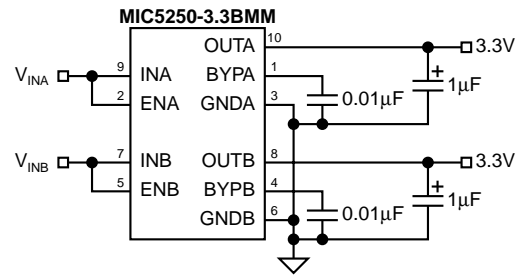 MIC5250-3.3BMM
OUTA 10 3.3V
V_INA 9 INA BYPA 1
2 ENA GNDA 3 0.01µF + 1µF
V_INB 7 INB OUTB 8 3.3V
5 ENB BYPB 4
GNDB 6 0.01µF + 1µF